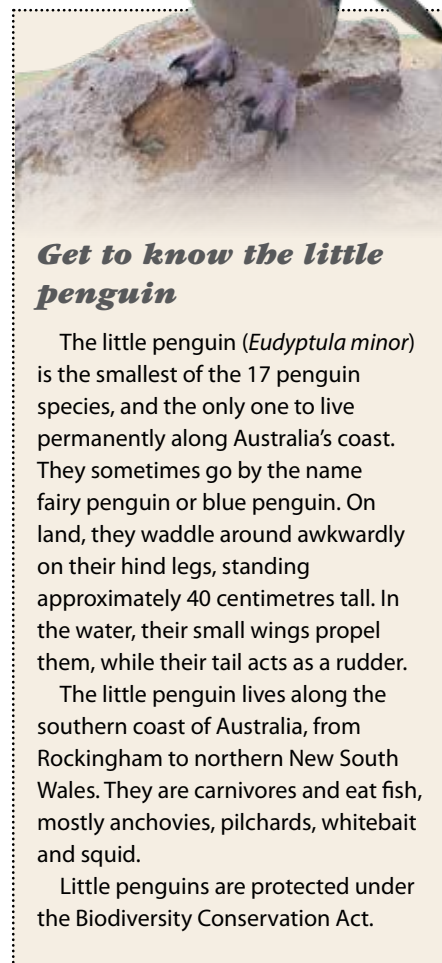 Get to know the little
penguin
The little penguin (Eudyptula minor)
is the smallest of the 17 penguin
species, and the only one to live
permanently along Australia’s coast.
They sometimes go by the name
fairy penguin or blue penguin. On
land, they waddle around awkwardly
on their hind legs, standing
approximately 40 centimetres tall. In
the water, their small wings propel
them, while their tail acts as a rudder.
The little penguin lives along the
southern coast of Australia, from
Rockingham to northern New South
Wales. They are carnivores and eat fish,
mostly anchovies, pilchards, whitebait
and squid.
Little penguins are protected under
the Biodiversity Conservation Act.